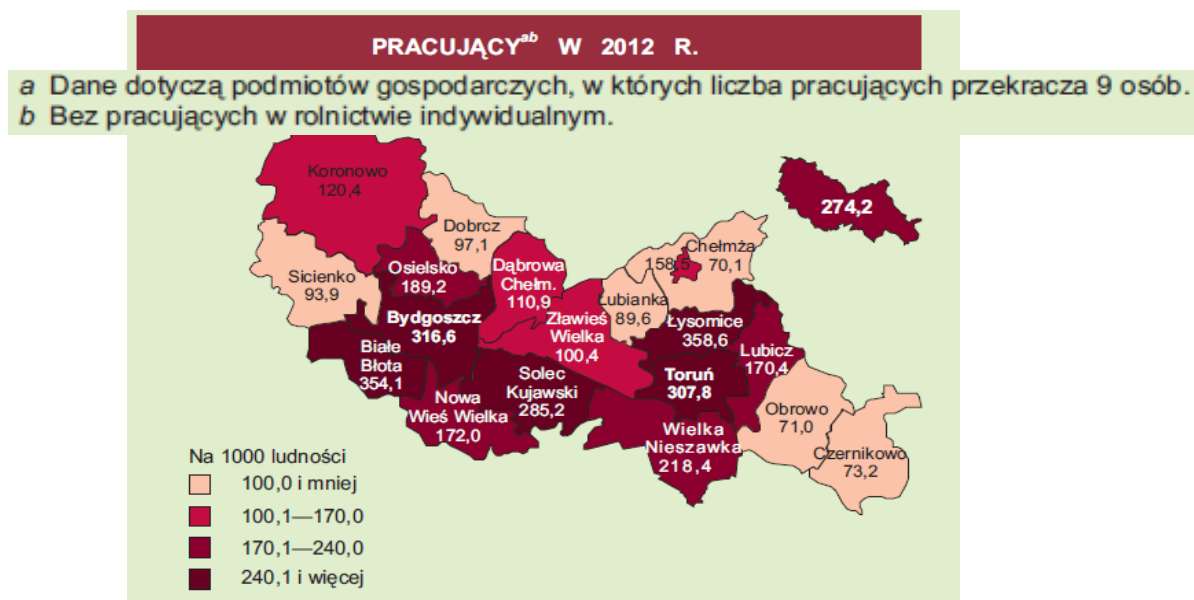 PRACUJĄCYab W 2012 R.
a Dane dotyczą podmiotów gospodarczych, w których liczba pracujących przekracza 9 osób.
b Bez pracujących w rolnictwie indywidualnym.
Koronowo
120,4
274,2
Dobrcz
97,1
Chełmża
158,5
70,1
Sicienko
93,9
Osielsko
189,2
Dąbrowa
Chełm.
110,9
Łubianka
89,6
Bydgoszcz
316,6
Zławieś
Wielka
100,4
Łysomice
358,6
Białe
Błota
354,1
Lubicz
170,4
Solec
Kujawski
285,2
Toruń
307,8
Nowa
Wieś Wielka
172,0
Obrowo
71,0
Wielka
Nieszawka
218,4
Czernikowo
73,2
Na 1000 ludności
100,0 i mniej
100,1—170,0
170,1—240,0
240,1 i więcej